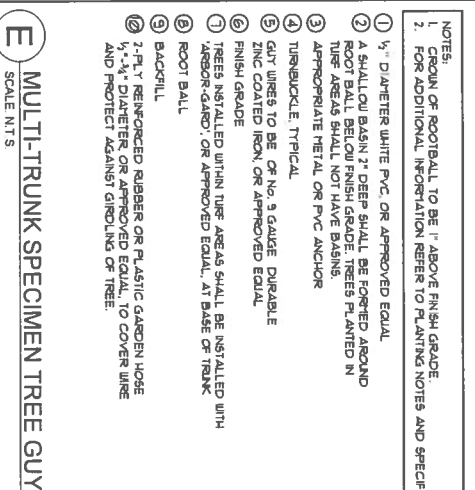 NOTES:
1. CROWN OF ROOTBALL TO BE 1" ABOVE FINISH GRADE.
2. FOR ADDITIONAL INFORMATION REFER TO PLANTING NOTES AND SPECIF
① ½" DIAMETER WHITE PVC, OR APPROVED EQUAL
② A SHALLOW BASIN 2" DEEP SHALL BE FORMED AROUND
ROOT BALL BELOW FINISH GRADE. TREES PLANTED IN
TURF AREAS SHALL NOT HAVE BASINS.
③ APPROPRIATE METAL OR PVC ANCHOR
④ TURNBUCKLE, TYPICAL
⑤ GUY WIRES TO BE OF No. 9 GAUGE DURABLE
ZINC COATED IRON, OR APPROVED EQUAL
⑥ FINISH GRADE
⑦ TREES INSTALLED WITHIN TURF AREAS SHALL BE INSTALLED WITH
'ARBOR-GARD', OR APPROVED EQUAL, AT BASE OF TRUNK
⑧ ROOT BALL
⑨ BACKFILL
⑩ 2-PLY REINFORCED RUBBER OR PLASTIC GARDEN HOSE
½"-¾" DIAMETER, OR APPROVED EQUAL, TO COVER WIRE
AND PROTECT AGAINST GIRDLING OF TREE.
E MULTI-TRUNK SPECIMEN TREE GUY
SCALE: N.T.S.